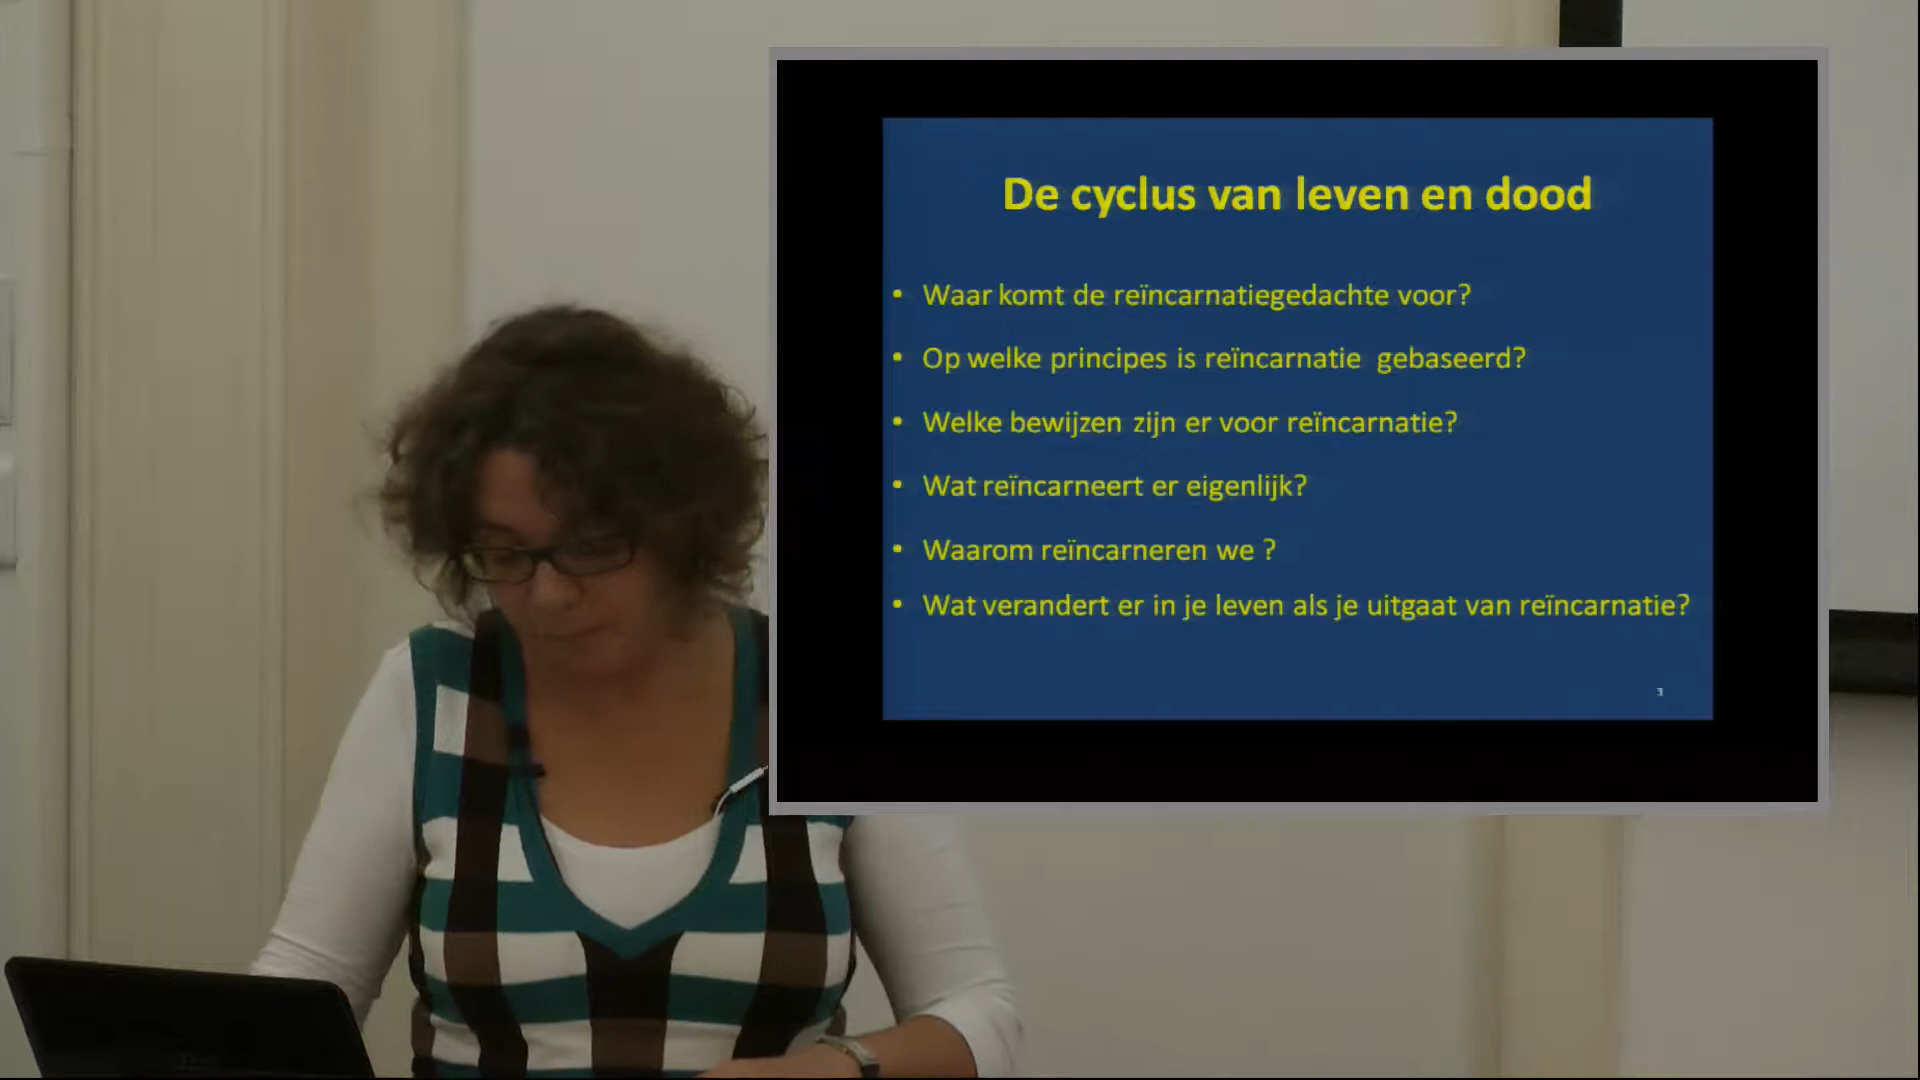 De cyclus van leven en dood
• Waar komt de reïncarnatiegedachte voor?
• Op welke principes is reïncarnatie gebaseerd?
• Welke bewijzen zijn er voor reïncarnatie?
• Wat reïncarneert er eigenlijk?
• Waarom reïncarneren we ?
• Wat verandert er in je leven als je uitgaat van reïncarnatie?
3